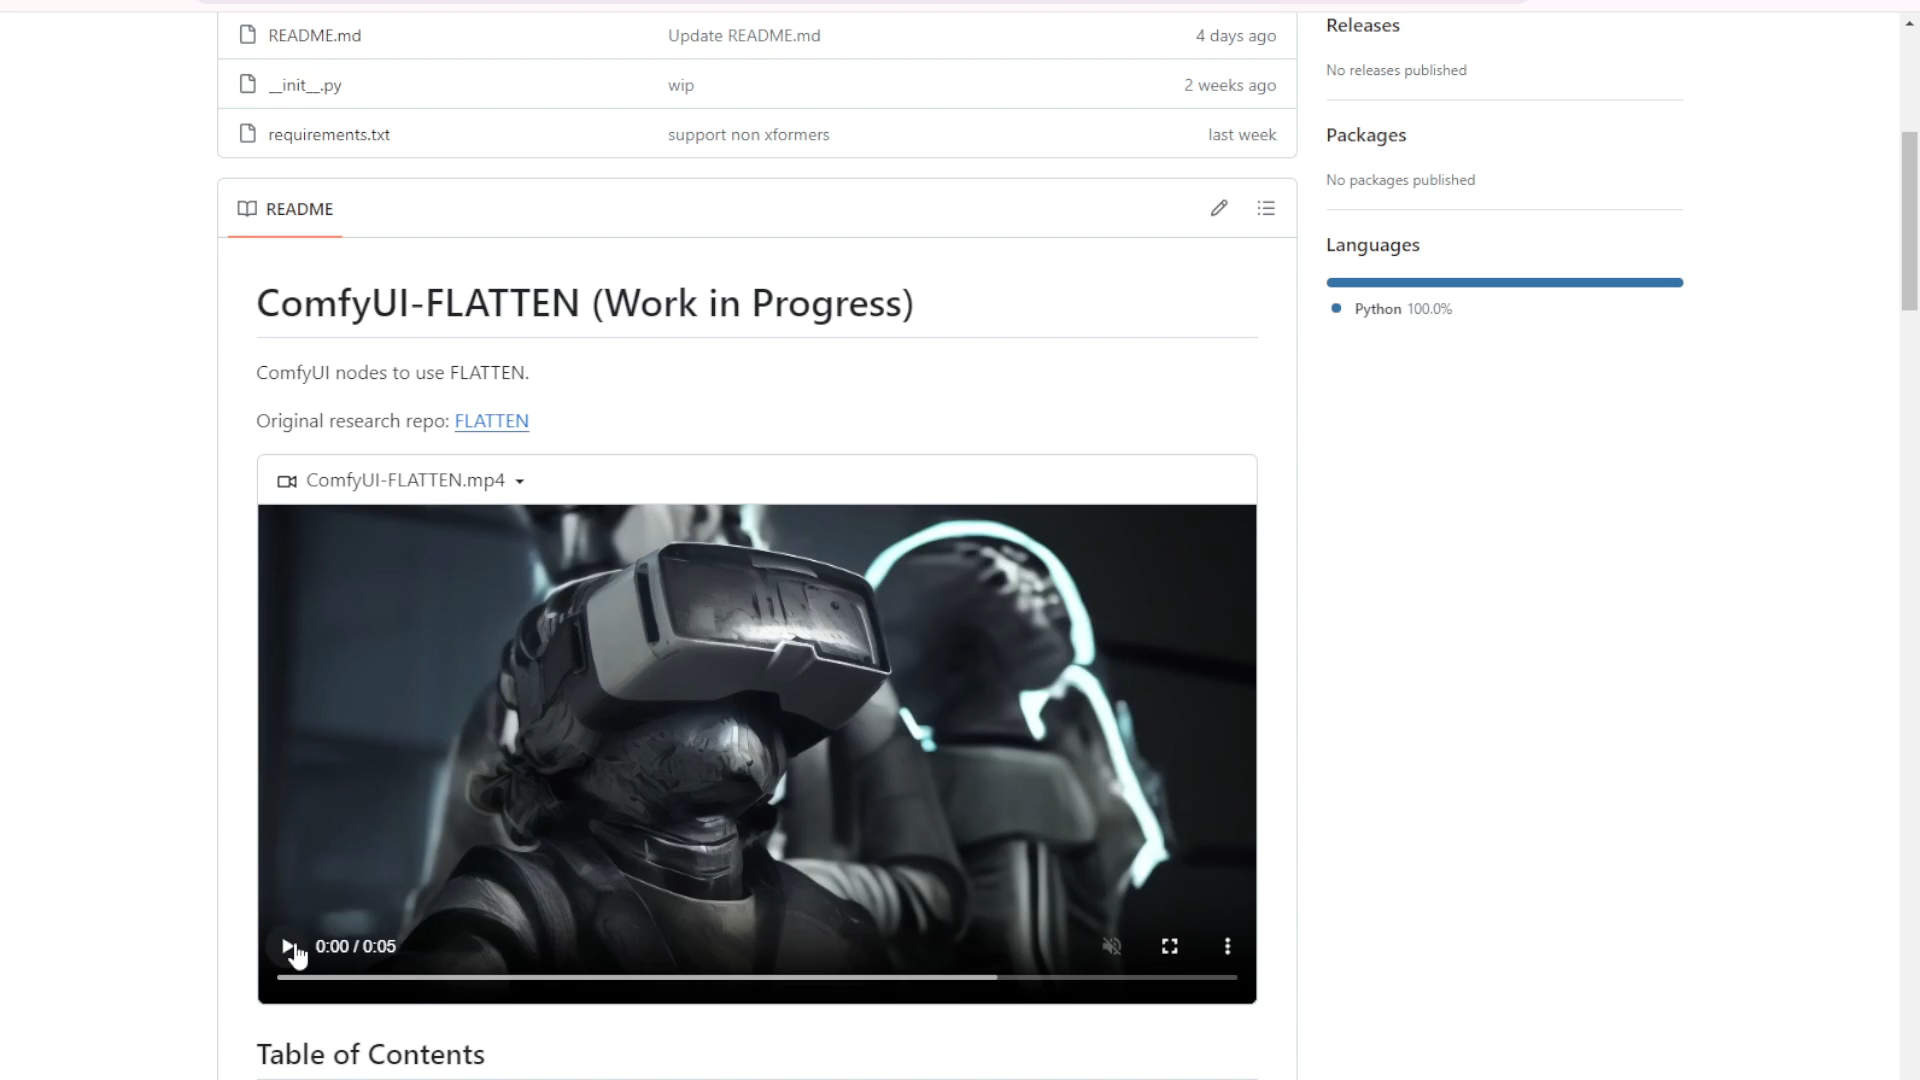 README.md Update README.md 4 days ago
__init__.py wip 2 weeks ago
requirements.txt support non xformers last week
README
ComfyUI-FLATTEN (Work in Progress)
ComfyUI nodes to use FLATTEN.
Original research repo: FLATTEN
ComfyUI-FLATTEN.mp4
0:00 / 0:05
Table of Contents
Releases
No releases published
Packages
No packages published
Languages
Python 100.0%